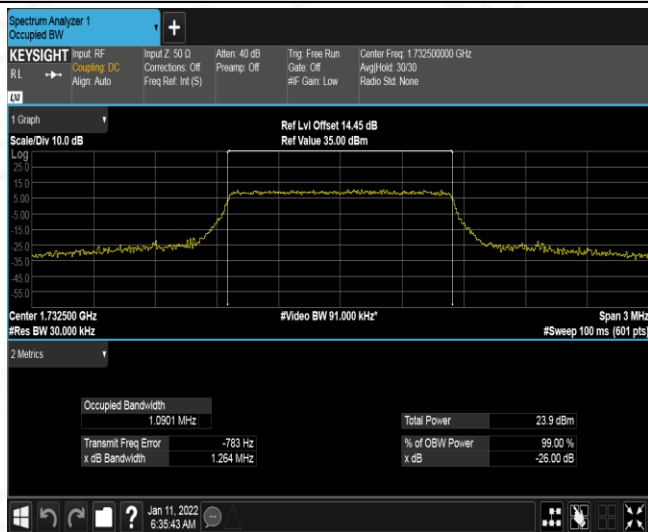 Spectrum Analyzer 1
Occupied BW
+
KEYSIGHT Input: RF Input Z: 50 Ω Atten: 40 dB Trig: Free Run Center Freq: 1.732500000 GHz
RL Coupling: DC Corrections: Off Preamp: Off Gate: Off Avg|Hold: 30/30
Align: Auto Freq Ref: Int (S) #IF Gain: Low Radio Std: None
LXI
1 Graph
Scale/Div 10.0 dB
Ref Lvl Offset 14.45 dB
Ref Value 35.00 dBm
Log
25.0
15.0
5.00
-5.00
-15.0
-25.0
-35.0
-45.0
-55.0
Center 1.732500 GHz #Video BW 91.000 kHz* Span 3 MHz
#Res BW 30.000 kHz #Sweep 100 ms (601 pts)
2 Metrics
Occupied Bandwidth
1.0901 MHz Total Power 23.9 dBm
Transmit Freq Error -783 Hz % of OBW Power 99.00 %
x dB Bandwidth 1.264 MHz x dB -26.00 dB
? Jan 11, 2022
6:35:43 AM